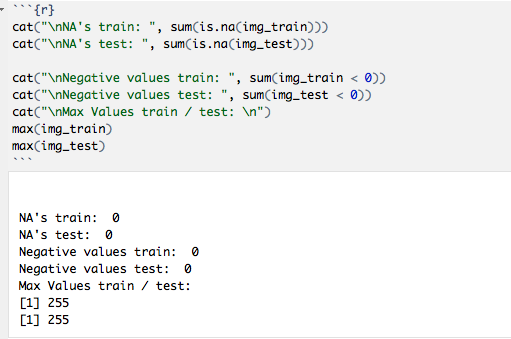 ```{r}
cat("\nNA's train: ", sum(is.na(img_train)))
cat("\nNA's test: ", sum(is.na(img_test)))
cat("\nNegative values train: ", sum(img_train < 0))
cat("\nNegative values test: ", sum(img_test < 0))
cat("\nMax Values train / test: \n")
max(img_train)
max(img_test)
```
NA's train:  0
NA's test:  0
Negative values train:  0
Negative values test:  0
Max Values train / test:
[1] 255
[1] 255